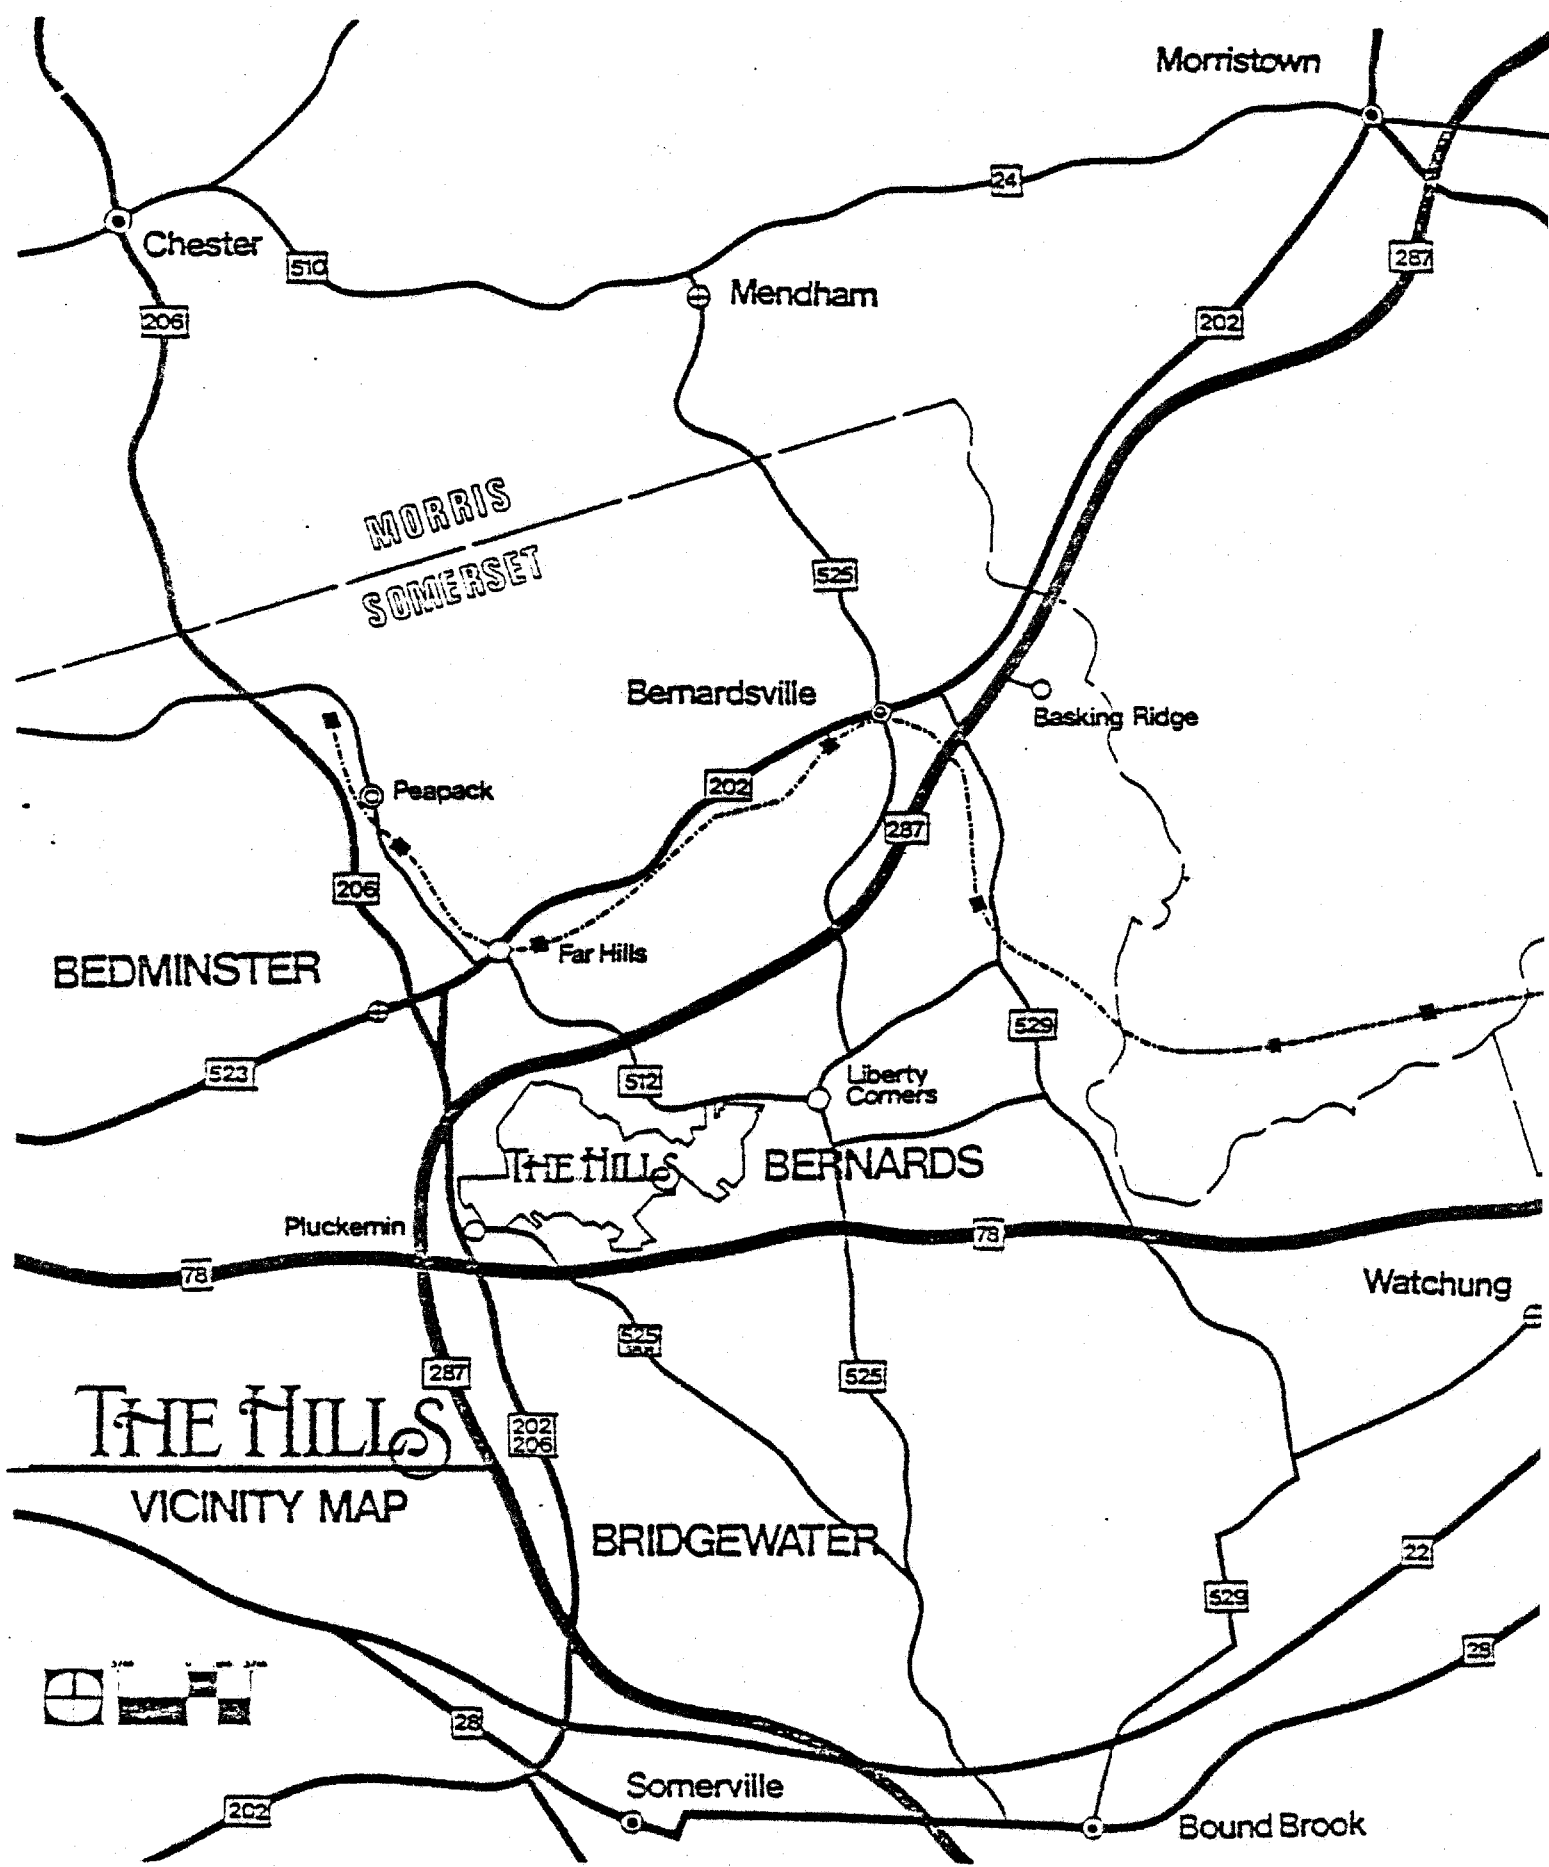 Morristown
24
Chester
510
287
Mendham
206
202
MORRIS
525
SOMERSET
Bernardsville
Basking Ridge
202
Peapack
287
206
Far Hills
BEDMINSTER
529
523
512
Liberty
Corners
THE HILLS
BERNARDS
Pluckemin
78
78
Watchung
525
287
525
THE HILLS
202
206
VICINITY MAP
BRIDGEWATER
22
529
28
28
Somerville
202
Bound Brook